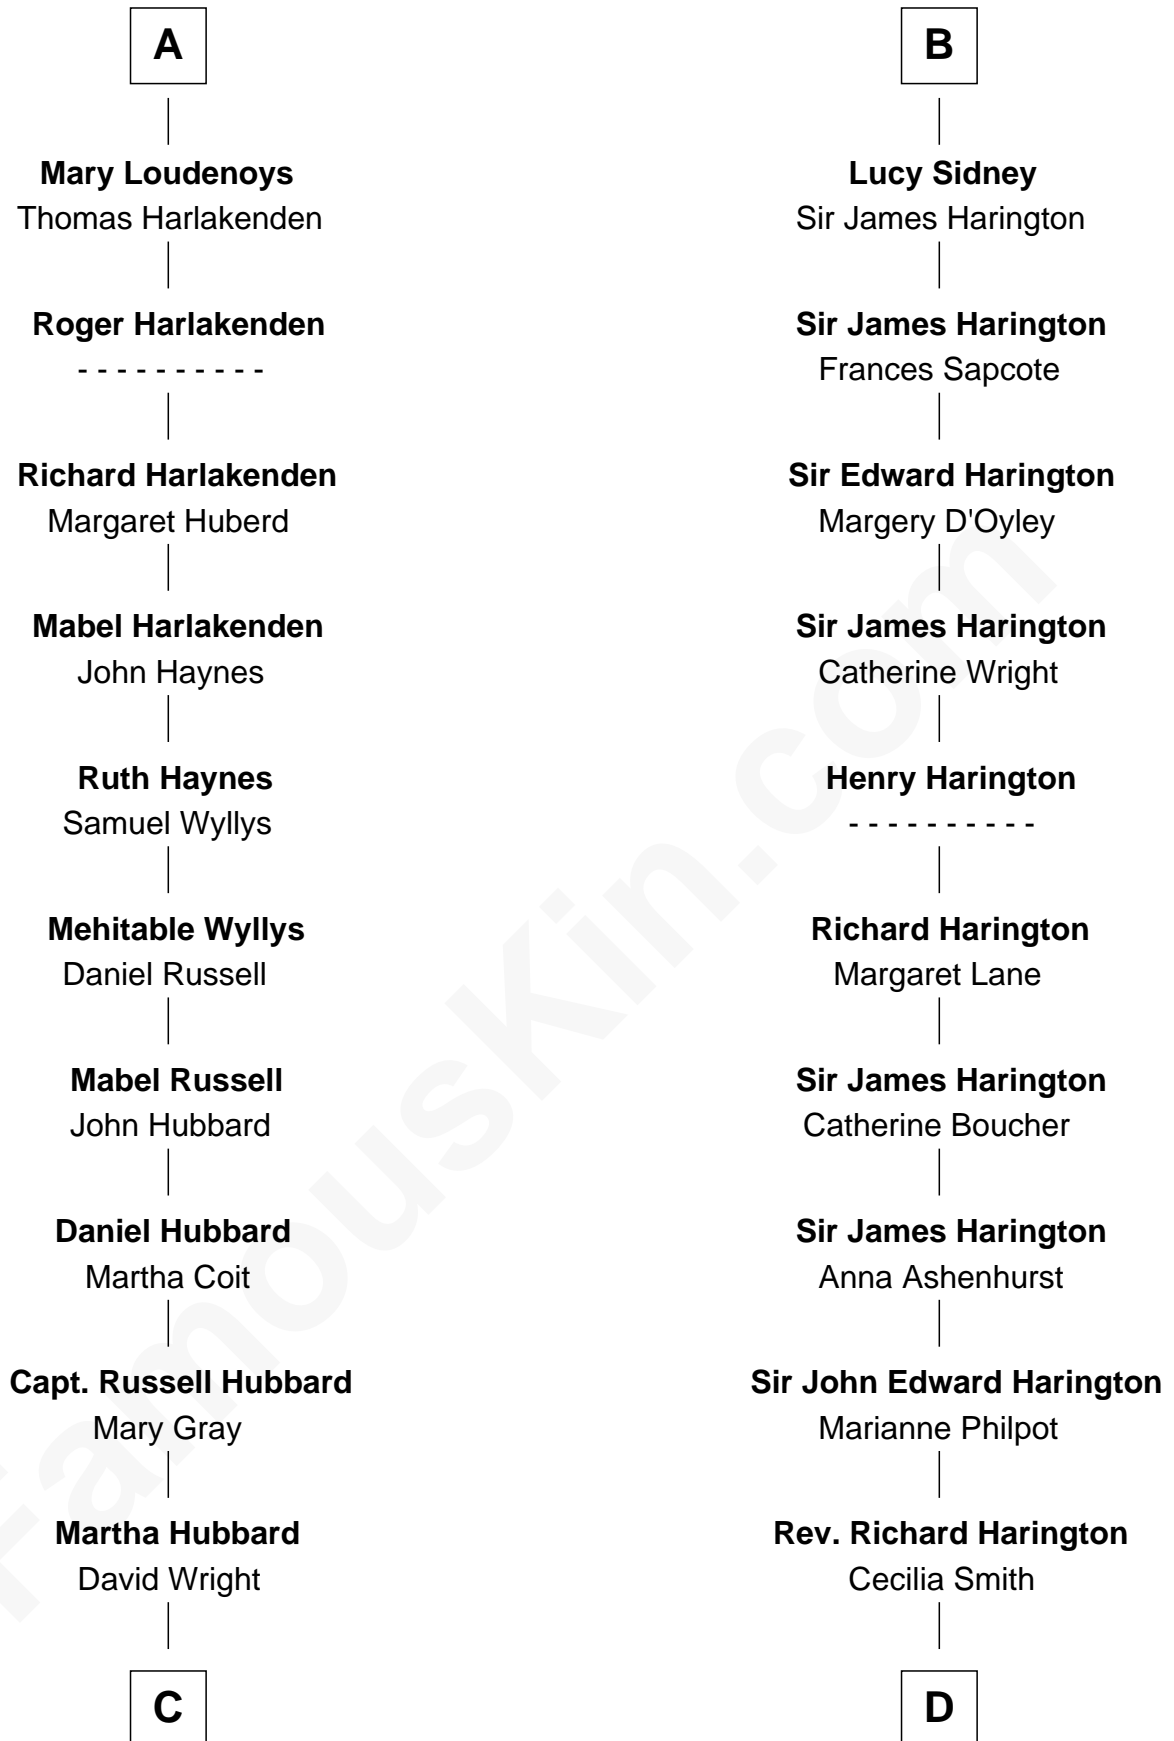 A
Mary Loudenoys
Thomas Harlakenden
Roger Harlakenden
- - - - - - - - - -
Richard Harlakenden
Margaret Huberd
Mabel Harlakenden
John Haynes
Ruth Haynes
Samuel Wyllys
Mehitable Wyllys
Daniel Russell
Mabel Russell
John Hubbard
Daniel Hubbard
Martha Coit
Capt. Russell Hubbard
Mary Gray
Martha Hubbard
David Wright
C
B
Lucy Sidney
Sir James Harington
Sir James Harington
Frances Sapcote
Sir Edward Harington
Margery D'Oyley
Sir James Harington
Catherine Wright
Henry Harington
- - - - - - - - - -
Richard Harington
Margaret Lane
Sir James Harington
Catherine Boucher
Sir James Harington
Anna Ashenhurst
Sir John Edward Harington
Marianne Philpot
Rev. Richard Harington
Cecilia Smith
D
FamousKin.com